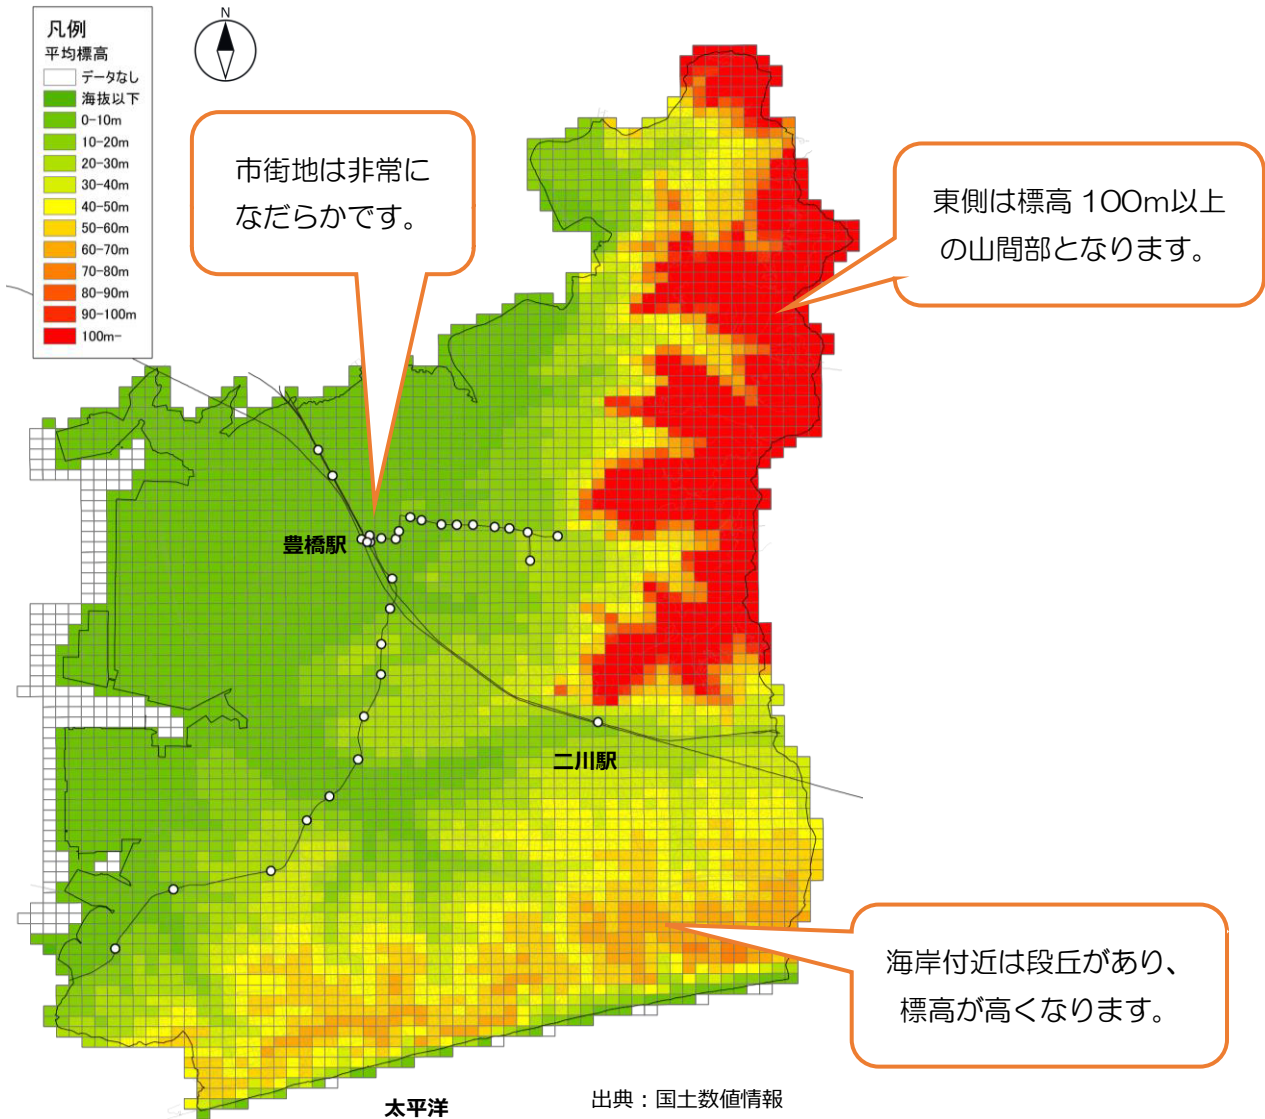 凡例
平均標高
データなし
海抜以下
0-10m
10-20m
20-30m
30-40m
40-50m
50-60m
60-70m
70-80m
80-90m
90-100m
100m-
N
市街地は非常に
なだらかです。
東側は標高 100m以上
の山間部となります。
豊橋駅
二川駅
海岸付近は段丘があり、
標高が高くなります。
太平洋
出典：国土数値情報